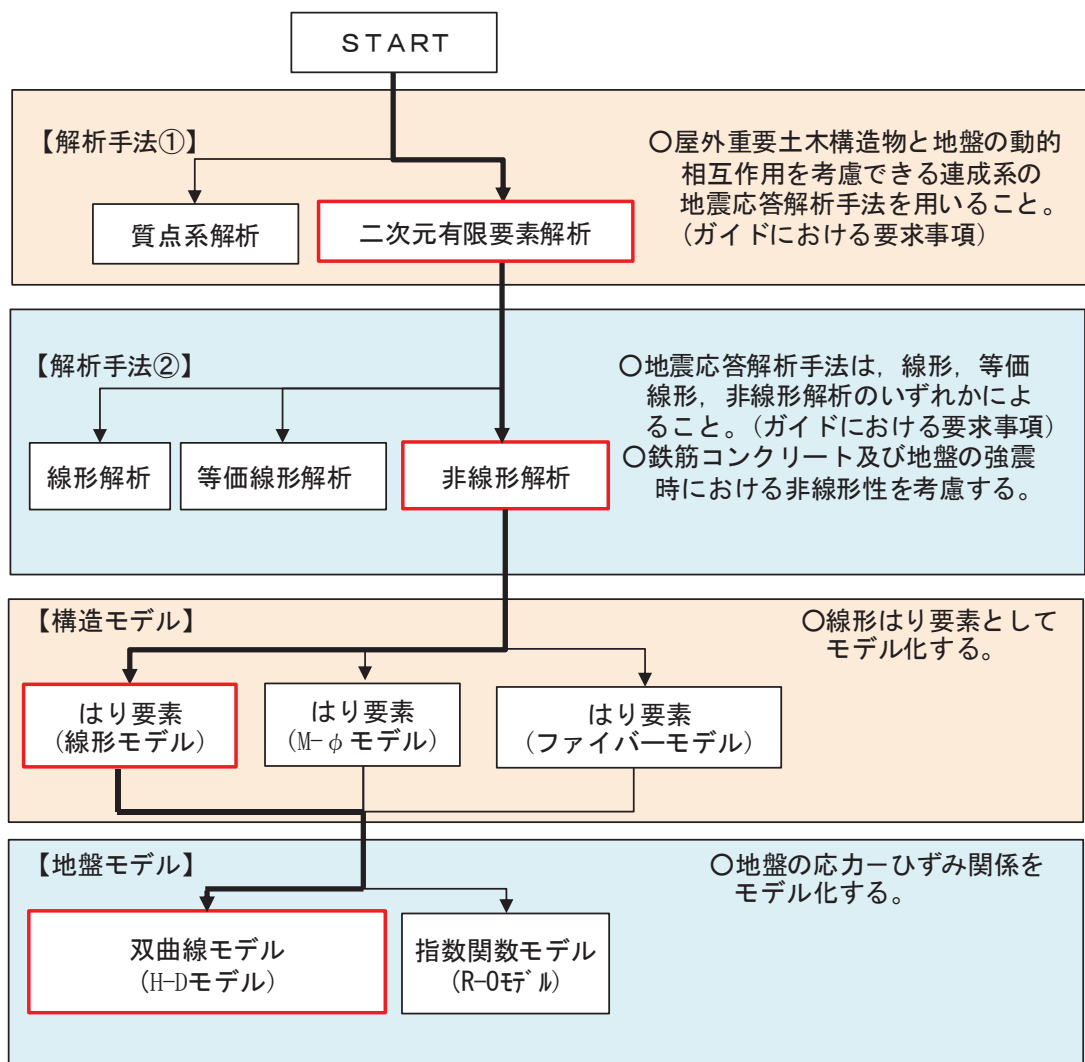 START
【解析手法①】
○屋外重要土木構造物と地盤の動的
相互作用を考慮できる連成系の
地震応答解析手法を用いること。
(ガイドにおける要求事項)
質点系解析
二次元有限要素解析
【解析手法②】
○地震応答解析手法は，線形，等価
線形，非線形解析のいずれかによ
ること。(ガイドにおける要求事項)
○鉄筋コンクリート及び地盤の強震
時における非線形性を考慮する。
線形解析
等価線形解析
非線形解析
【構造モデル】
○線形はり要素として
モデル化する。
はり要素
(線形モデル)
はり要素
(M-φモデル)
はり要素
(ファイバーモデル)
【地盤モデル】
○地盤の応力ーひずみ関係を
モデル化する。
双曲線モデル
(H-Dモデル)
指数関数モデル
(R-Oﾓﾃﾞﾙ)